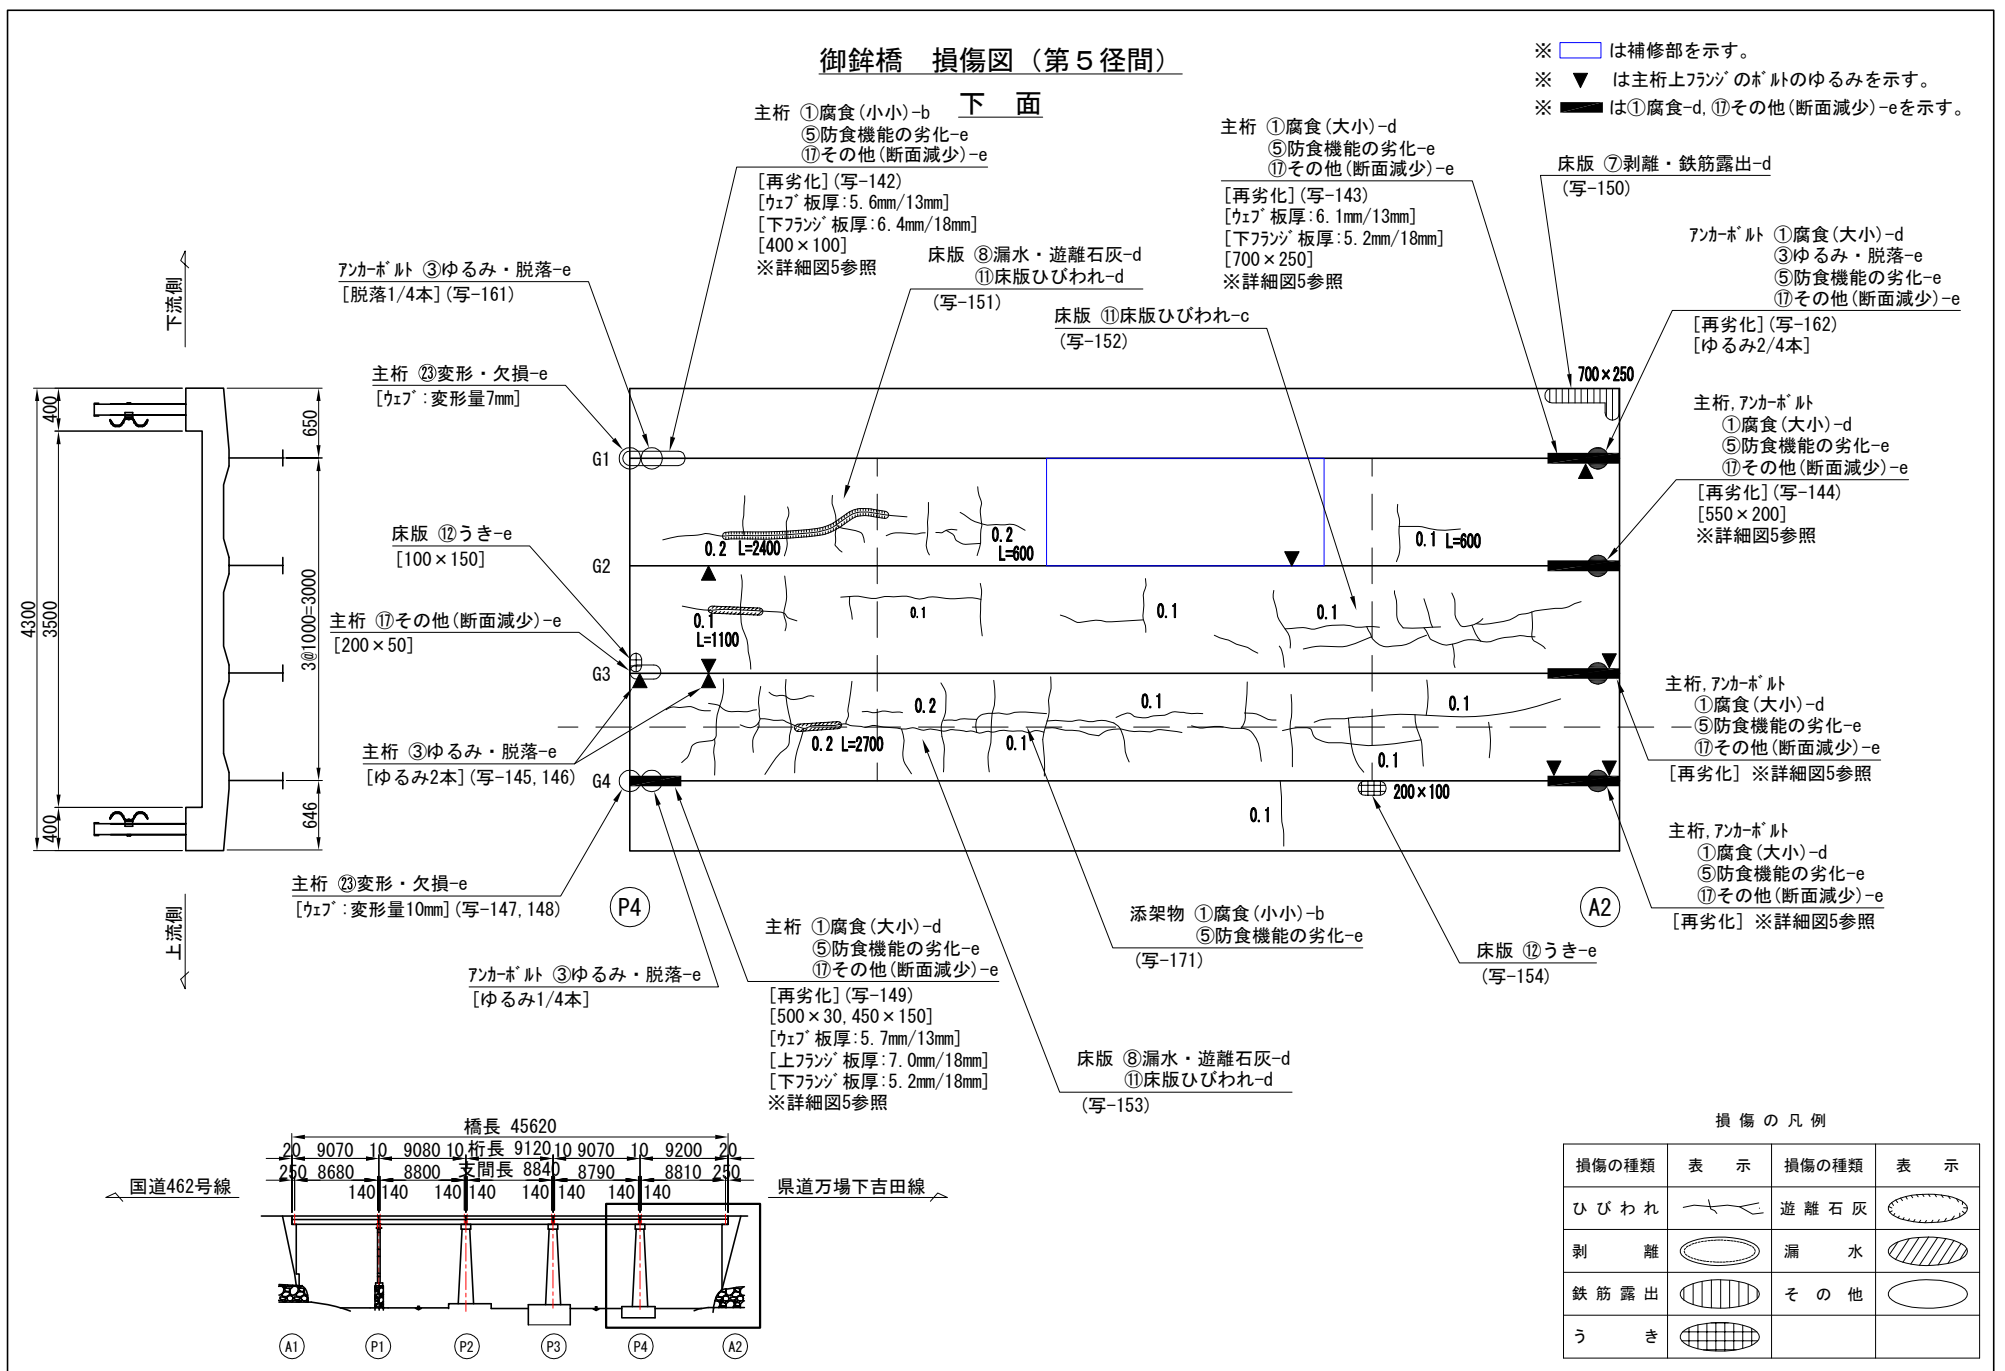 御鉾橋　損傷図（第５径間）
下　面
※ は補修部を示す。
※ ▼ は主桁上フランジのボルトのゆるみを示す。
※ は①腐食-d,⑰その他(断面減少)-eを示す。
主桁 ①腐食(小小)-b
⑤防食機能の劣化-e
⑰その他(断面減少)-e
[再劣化](写-142)
[ウェブ板厚:5.6mm/13mm]
[下フランジ板厚:6.4mm/18mm]
[400×100]
※詳細図5参照
主桁 ①腐食(大小)-d
⑤防食機能の劣化-e
⑰その他(断面減少)-e
[再劣化](写-143)
[ウェブ板厚:6.1mm/13mm]
[下フランジ板厚:5.2mm/18mm]
[700×250]
※詳細図5参照
床版 ⑦剥離・鉄筋露出-d
(写-150)
アンカーボルト ①腐食(大小)-d
③ゆるみ・脱落-e
⑤防食機能の劣化-e
⑰その他(断面減少)-e
[再劣化](写-162)
[ゆるみ2/4本]
アンカーボルト ③ゆるみ・脱落-e
[脱落1/4本](写-161)
床版 ⑧漏水・遊離石灰-d
⑪床版ひびわれ-d
(写-151)
床版 ⑪床版ひびわれ-c
(写-152)
主桁 ㉓変形・欠損-e
[ウェブ:変形量7mm]
主桁,アンカーボルト
①腐食(大小)-d
⑤防食機能の劣化-e
⑰その他(断面減少)-e
[再劣化](写-144)
[550×200]
※詳細図5参照
床版 ⑫うき-e
[100×150]
主桁 ⑰その他(断面減少)-e
[200×50]
主桁 ③ゆるみ・脱落-e
[ゆるみ2本](写-145,146)
主桁,アンカーボルト
①腐食(大小)-d
⑤防食機能の劣化-e
⑰その他(断面減少)-e
[再劣化] ※詳細図5参照
主桁,アンカーボルト
①腐食(大小)-d
⑤防食機能の劣化-e
⑰その他(断面減少)-e
[再劣化] ※詳細図5参照
主桁 ㉓変形・欠損-e
[ウェブ:変形量10mm](写-147,148)
アンカーボルト ③ゆるみ・脱落-e
[ゆるみ1/4本]
主桁 ①腐食(大小)-d
⑤防食機能の劣化-e
⑰その他(断面減少)-e
[再劣化](写-149)
[500×30,450×150]
[ウェブ板厚:5.7mm/13mm]
[上フランジ板厚:7.0mm/18mm]
[下フランジ板厚:5.2mm/18mm]
※詳細図5参照
添架物 ①腐食(小小)-b
⑤防食機能の劣化-e
(写-171)
床版 ⑫うき-e
(写-154)
床版 ⑧漏水・遊離石灰-d
⑪床版ひびわれ-d
(写-153)
下流側
上流側
4300
400
3500
400
650
3@1000=3000
646
G1
G2
G3
G4
P4
A2
700×250
0.2 L=2400
0.2
L=600
0.1 L=600
0.1
L=1100
0.1
0.1
0.1
0.2
0.1
0.1
0.2 L=2700
0.1
0.1
200×100
0.1
橋長 45620
20 9070 10 9080 10 桁長 9120 10 9070 10 9200 20
250 8680 8800 支間長 8840 8790 8810 250
140 140 140 140 140 140 140 140
国道462号線
県道万場下吉田線
A1 P1 P2 P3 P4 A2
損傷の凡例
損傷の種類 表　示 損傷の種類 表　示
ひびわれ 遊離石灰
剥　離 漏　水
鉄筋露出 その他
うき